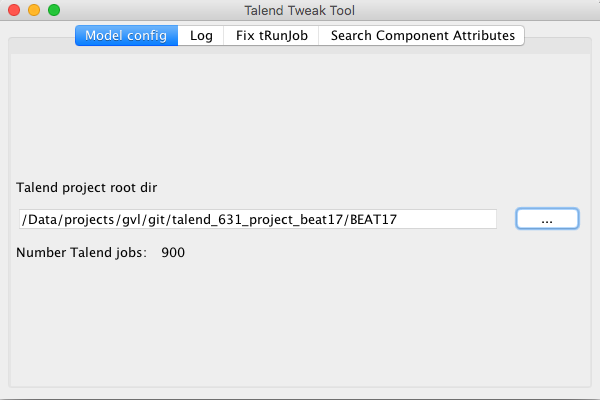 Talend Tweak Tool
Model config Log Fix tRunJob Search Component Attributes
Talend project root dir
/Data/projects/gvl/git/talend_631_project_beat17/BEAT17 ...
Number Talend jobs: 900